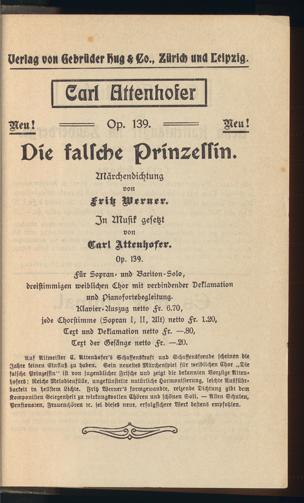 Verlag von Gebrüder Hug & Co., Zürich und Leipzig.
Carl Attenhofer
Neu! Op. 139. Neu!
Die falsche Prinzessin.
Märchendichtung
von
Fritz Werner.
In Musik gesetzt
von
Carl Attenhofer.
Op. 139.
Für Sopran- und Bariton-Solo,
dreistimmigen weiblichen Chor mit verbindender Deklamation
und Pianofortebegleitung.
Klavier-Auszug netto Fr. 6.70,
jede Chorstimme (Sopran I, II, Alt) netto Fr. 1.20,
Text und Deklamation netto Fr. —.80,
Text der Gesänge netto Fr. —.20.
Auf Altmeister C. Attenhofer's Schaffenskraft und Schaffensfreude scheinen die
Jahre keinen Einfluß zu haben. Sein neuestes Märchenspiel für weiblichen Chor „Die
falsche Prinzessin" ist von jugendlicher Frische und zeigt die bekannten Vorzüge Atten-
hofers: Reiche Melodienfülle, ungekünstelte natürliche Harmonisierung, leichte Ausführ-
barkeit in hellstem Lichte. Fritz Werner's formgewandte, reizende Dichtung gibt dem
Komponisten Gelegenheit zu wirkungsvollen Chören und schönen Soli. — Allen Schulen,
Pensionaten, Frauenchören ec. sei dieses neue, erfolgsichere Werk bestens empfohlen.